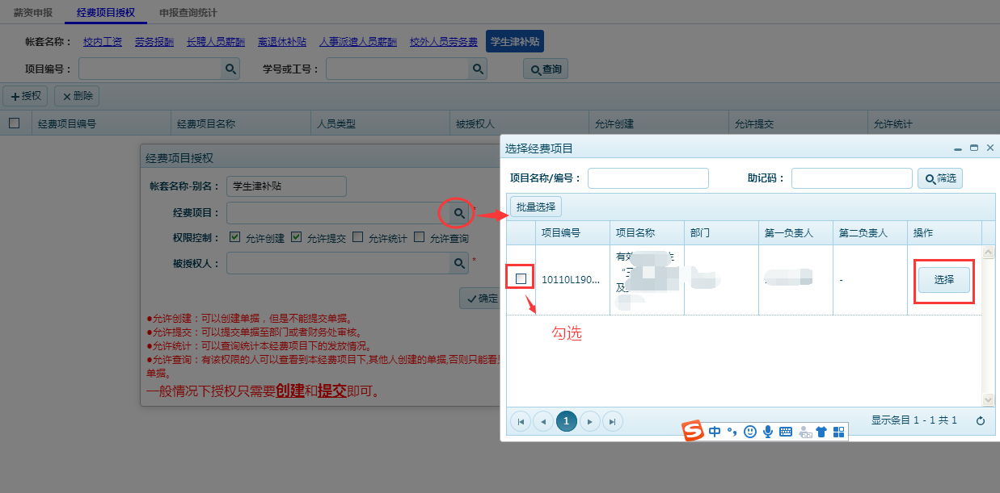 薪资申报 经费项目授权 申报查询统计
帐套名称： 校内工资 劳务报酬 长聘人员薪酬 离退休补贴 人事派遣人员薪酬 校外人员劳务费 学生津补贴
项目编号： 学号或工号： 查询
授权 删除
经费项目编号 经费项目名称 人员类型 被授权人 允许创建 允许提交 允许统计
经费项目授权
帐套名称-别名： 学生津补贴
经费项目： *
权限控制： 允许创建 允许提交 允许统计 允许查询
被授权人： *
确定
●允许创建：可以创建单据，但是不能提交单据。
●允许提交：可以提交单据至部门或者财务处审核。
●允许统计：可以查询统计本经费项目下的发放情况。
●允许查询：有该权限的人可以查看到本经费项目下,其他人创建的单据,否则只能看
单据。
一般情况下授权只需要创建和提交即可。
选择经费项目
项目名称/编号： 助记码： 筛选
批量选择
项目编号 项目名称 部门 第一负责人 第二负责人 操作
有效
10110L190... - 选择
及
勾选
1
显示条目 1 - 1 共 1
S 中